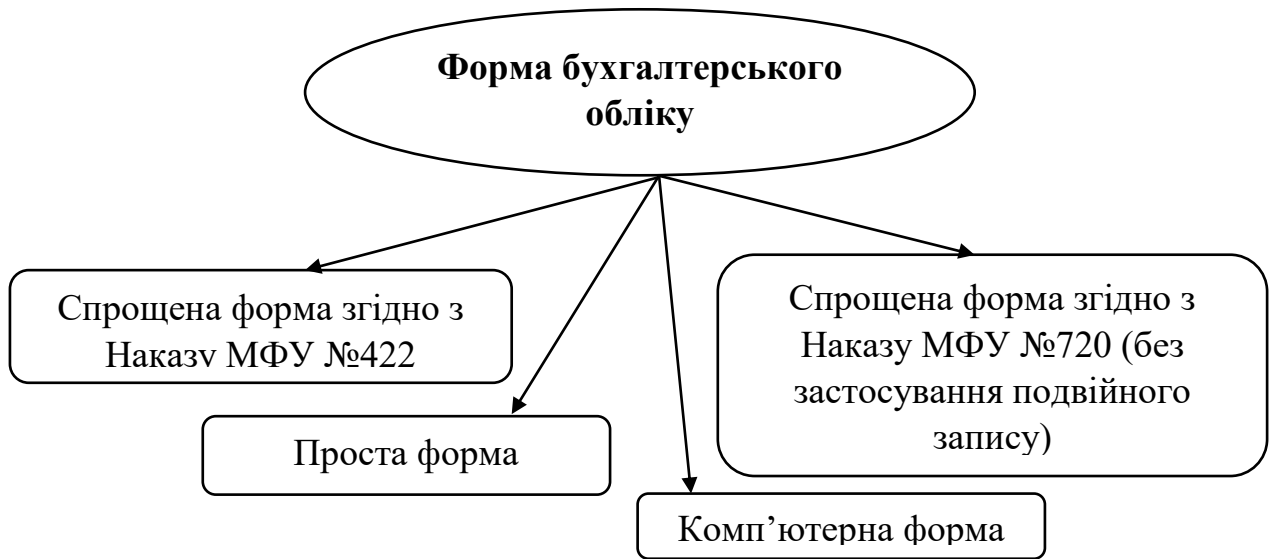 Форма бухгалтерського
обліку
Спрощена форма згідно з
Наказу МФУ №422
Спрощена форма згідно з
Наказу МФУ №720 (без
застосування подвійного
запису)
Проста форма
Комп’ютерна форма